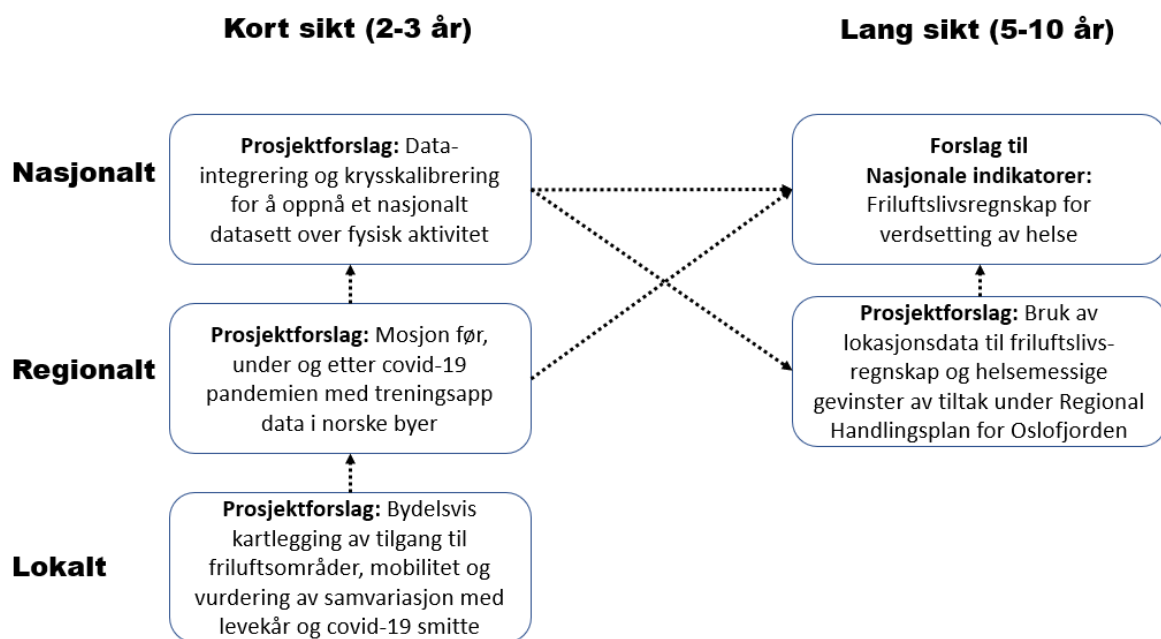 Kort sikt (2-3 år)
Lang sikt (5-10 år)
Nasjonalt
Prosjektforslag: Data-
integrering og krysskalibrering
for å oppnå et nasjonalt
datasett over fysisk aktivitet
Forslag til
Nasjonale indikatorer:
Friluftslivsregnskap for
verdsetting av helse
Regionalt
Prosjektforslag: Mosjon før,
under og etter covid-19
pandemien med treningsapp
data i norske byer
Prosjektforslag: Bruk av
lokasjonsdata til friluftslivs-
regnskap og helsemessige
gevinster av tiltak under Regional
Handlingsplan for Oslofjorden
Lokalt
Prosjektforslag: Bydelsvis
kartlegging av tilgang til
friluftsområder, mobilitet og
vurdering av samvariasjon med
levekår og covid-19 smitte